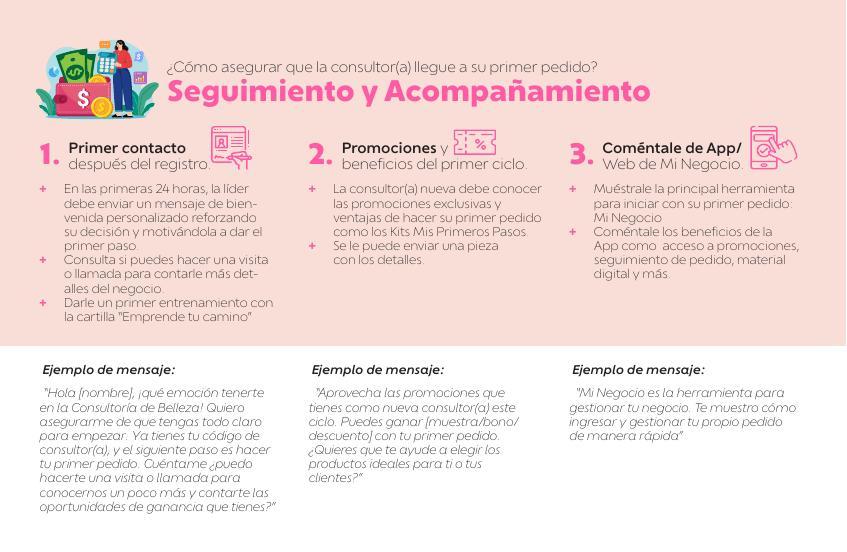 ¿Cómo asegurar que la consultor(a) llegue a su primer pedido?
Seguimiento y Acompañamiento
1. Primer contacto
después del registro.
+ En las primeras 24 horas, la líder
debe enviar un mensaje de bien-
venida personalizado reforzando
su decisión y motivándola a dar el
primer paso.
+ Consulta si puedes hacer una visita
o llamada para contarle más det-
alles del negocio.
+ Darle un primer entrenamiento con
la cartilla "Emprende tu camino"
2. Promociones y
beneficios del primer ciclo.
+ La consultor(a) nueva debe conocer
las promociones exclusivas y
ventajas de hacer su primer pedido
como los Kits Mis Primeros Pasos.
+ Se le puede enviar una pieza
con los detalles.
3. Coméntale de App/
Web de Mi Negocio.
+ Muéstrale la principal herramienta
para iniciar con su primer pedido:
Mi Negocio
+ Coméntale los beneficios de la
App como acceso a promociones,
seguimiento de pedido, material
digital y más.
Ejemplo de mensaje:
"Hola [nombre], ¡qué emoción tenerte
en la Consultoría de Belleza! Quiero
asegurarme de que tengas todo claro
para empezar. Ya tienes tu código de
consultor(a), y el siguiente paso es hacer
tu primer pedido. Cuéntame ¿puedo
hacerte una visita o llamada para
conocernos un poco más y contarte las
oportunidades de ganancia que tienes?"
Ejemplo de mensaje:
"Aprovecha las promociones que
tienes como nueva consultor(a) este
ciclo. Puedes ganar [muestra/bono/
descuento] con tu primer pedido.
¿Quieres que te ayude a elegir los
productos ideales para ti o tus
clientes?"
Ejemplo de mensaje:
"Mi Negocio es la herramienta para
gestionar tu negocio. Te muestro cómo
ingresar y gestionar tu propio pedido
de manera rápida"